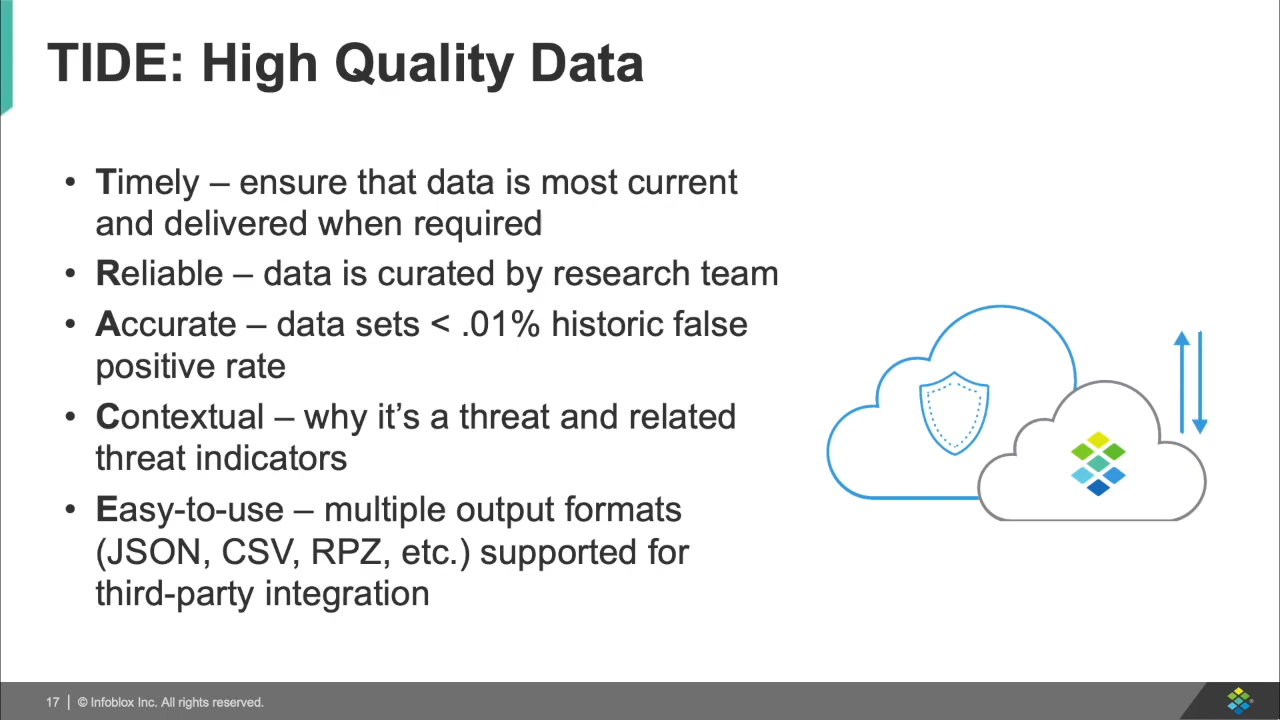 TIDE: High Quality Data
• Timely – ensure that data is most current
and delivered when required
• Reliable – data is curated by research team
• Accurate – data sets < .01% historic false
positive rate
• Contextual – why it’s a threat and related
threat indicators
• Easy-to-use – multiple output formats
(JSON, CSV, RPZ, etc.) supported for
third-party integration
17 | © Infoblox Inc. All rights reserved.